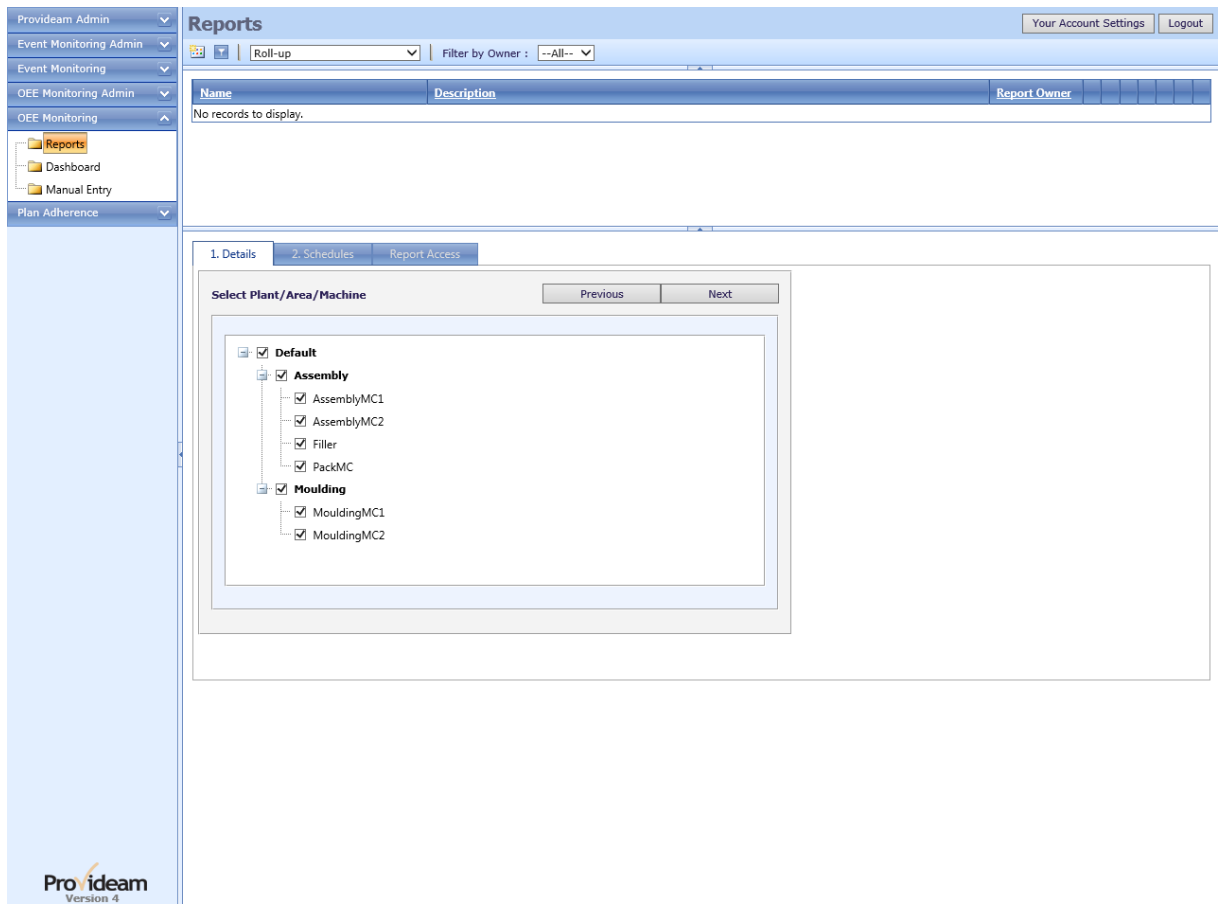 Provideam Admin
Event Monitoring Admin
Event Monitoring
OEE Monitoring Admin
OEE Monitoring
Reports
Dashboard
Manual Entry
Plan Adherence
Provideam
Version 4
Reports
Your Account Settings Logout
Roll-up Filter by Owner : --All--
Name Description Report Owner
No records to display.
1. Details 2. Schedules Report Access
Select Plant/Area/Machine Previous Next
Default
Assembly
AssemblyMC1
AssemblyMC2
Filler
PackMC
Moulding
MouldingMC1
MouldingMC2